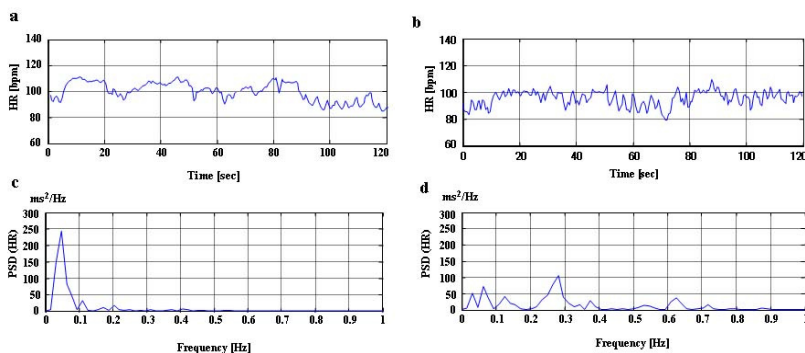 a
140
120
100
80
60
HR [bpm]
0 20 40 60 80 100 120
Time [sec]
b
140
120
100
80
60
HR [bpm]
0 20 40 60 80 100 120
Time [sec]
c
ms²/Hz
300
250
200
150
100
50
0
PSD (HR)
0 0.1 0.2 0.3 0.4 0.5 0.6 0.7 0.8 0.9 1
Frequency [Hz]
d
ms²/Hz
300
250
200
150
100
50
0
PSD (HR)
0 0.1 0.2 0.3 0.4 0.5 0.6 0.7 0.8 0.9 1.0
Frequency [Hz]